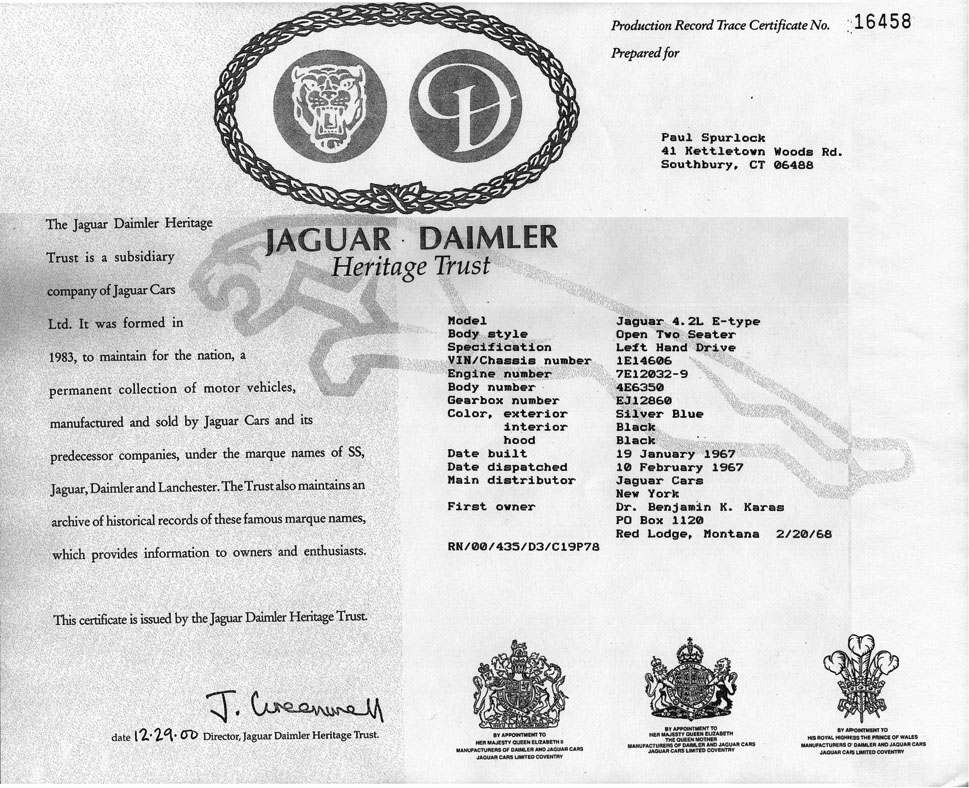 Production Record Trace Certificate No. 16458
Prepared for
Paul Spurlock
41 Kettletown Woods Rd.
Southbury, CT 06488
JAGUAR · DAIMLER
Heritage Trust
The Jaguar Daimler Heritage
Trust is a subsidiary
company of Jaguar Cars
Ltd. It was formed in
1983, to maintain for the nation, a
permanent collection of motor vehicles,
manufactured and sold by Jaguar Cars and its
predecessor companies, under the marque names of SS,
Jaguar, Daimler and Lanchester. The Trust also maintains an
archive of historical records of these famous marque names,
which provides information to owners and enthusiasts.
This certificate is issued by the Jaguar Daimler Heritage Trust.
Model Jaguar 4.2L E-type
Body style Open Two Seater
Specification Left Hand Drive
VIN/Chassis number 1E14606
Engine number 7E12032-9
Body number 4E6350
Gearbox number EJ12860
Color, exterior Silver Blue
interior Black
hood Black
Date built 19 January 1967
Date dispatched 10 February 1967
Main distributor Jaguar Cars
New York
First owner Dr. Benjamin K. Karas
PO Box 1120
Red Lodge, Montana 2/20/68
RN/00/435/D3/C19P78
J. Greenwell
date 12·29·00 Director, Jaguar Daimler Heritage Trust.
BY APPOINTMENT TO
HER MAJESTY QUEEN ELIZABETH II
MANUFACTURERS OF DAIMLER AND JAGUAR CARS
JAGUAR CARS LIMITED COVENTRY
BY APPOINTMENT TO
HER MAJESTY QUEEN ELIZABETH
THE QUEEN MOTHER
MANUFACTURERS OF DAIMLER AND JAGUAR CARS
JAGUAR CARS LIMITED COVENTRY
BY APPOINTMENT TO
HIS ROYAL HIGHNESS THE PRINCE OF WALES
MANUFACTURERS OF DAIMLER AND JAGUAR CARS
JAGUAR CARS LIMITED COVENTRY